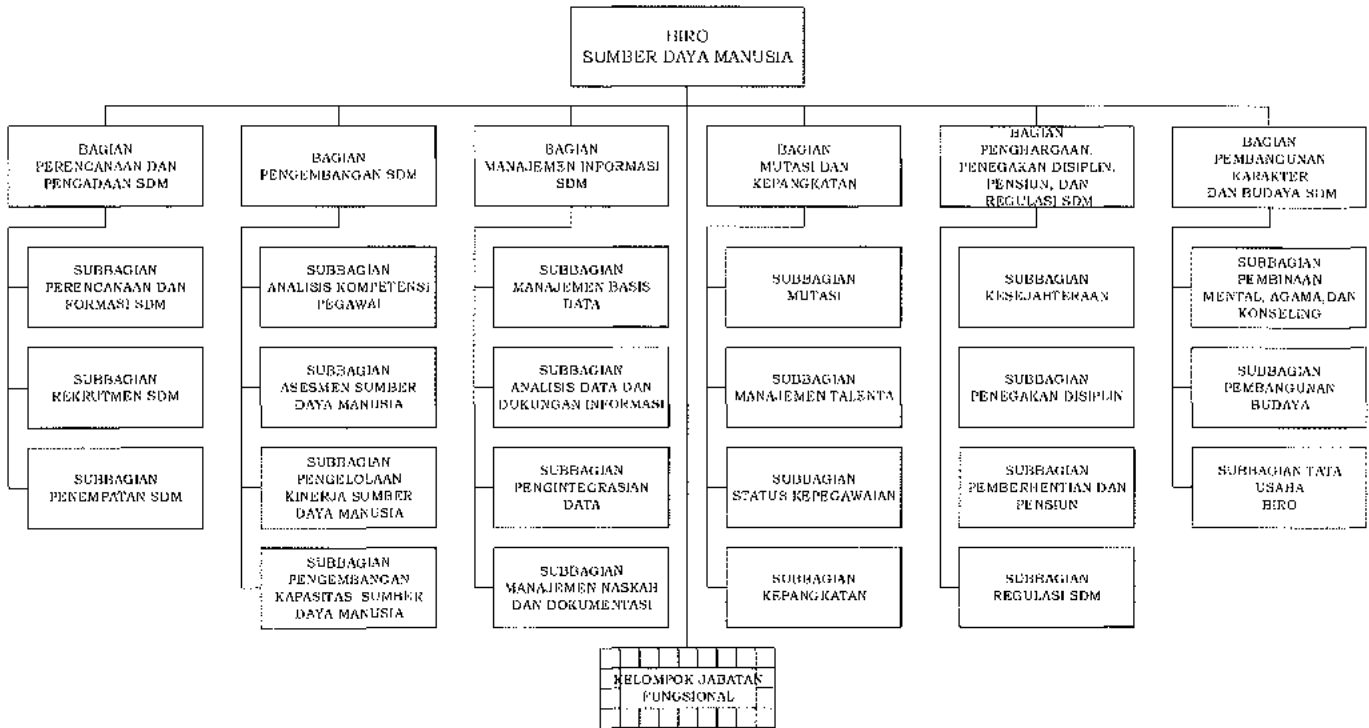 BIRO
SUMBER DAYA MANUSIA
BAGIAN
PERENCANAAN DAN
PENGADAAN SDM
BAGIAN
PENGEMBANGAN SDM
BAGIAN
MANAJEMEN INFORMASI
SDM
BAGIAN
MUTASI DAN
KEPANGKATAN
BAGIAN
PENGHARGAAN,
PENEGAKAN DISIPLIN,
PENSIUN, DAN
REGULASI SDM
BAGIAN
PEMBANGUNAN
KARAKTER
DAN BUDAYA SDM
SUBBAGIAN
PERENCANAAN DAN
FORMASI SDM
SUBBAGIAN
ANALISIS KOMPETENSI
PEGAWAI
SUBBAGIAN
MANAJEMEN BASIS
DATA
SUBBAGIAN
MUTASI
SUBBAGIAN
KESEJAHTERAAN
SUBBAGIAN
PEMBINAAN
MENTAL, AGAMA,DAN
KONSELING
SUBBAGIAN
REKRUTMEN SDM
SUBBAGIAN
ASESMEN SUMBER
DAYA MANUSIA
SUBBAGIAN
ANALISIS DATA DAN
DUKUNGAN INFORMASI
SUBBAGIAN
MANAJEMEN TALENTA
SUBBAGIAN
PENEGAKAN DISIPLIN
SUBBAGIAN
PEMBANGUNAN
BUDAYA
SUBBAGIAN
PENEMPATAN SDM
SUBBAGIAN
PENGELOLAAN
KINERJA SUMBER
DAYA MANUSIA
SUBBAGIAN
PENGINTEGRASIAN
DATA
SUBBAGIAN
STATUS KEPEGAWAIAN
SUBBAGIAN
PEMBERHENTIAN DAN
PENSIUN
SUBBAGIAN TATA
USAHA
BIRO
SUBBAGIAN
PENGEMBANGAN
KAPASITAS SUMBER
DAYA MANUSIA
SUBBAGIAN
MANAJEMEN NASKAH
DAN DOKUMENTASI
SUBBAGIAN
KEPANGKATAN
SUBBAGIAN
REGULASI SDM
KELOMPOK JABATAN
FUNGSIONAL